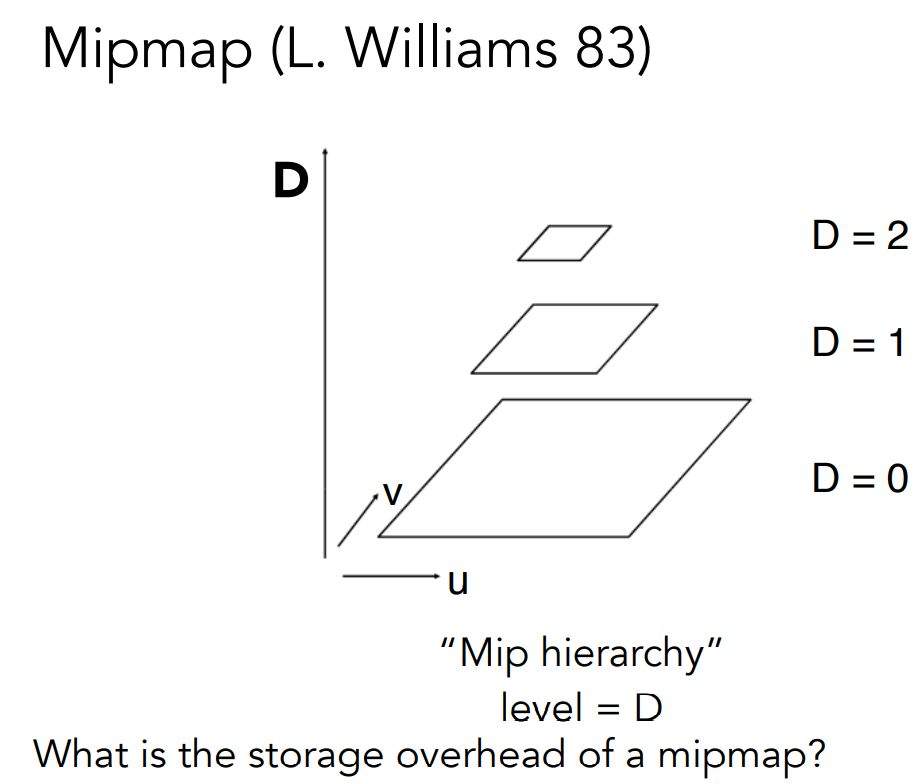 Mipmap (L. Williams 83)
D
D = 2
D = 1
D = 0
v
u
“Mip hierarchy”
level = D
What is the storage overhead of a mipmap?